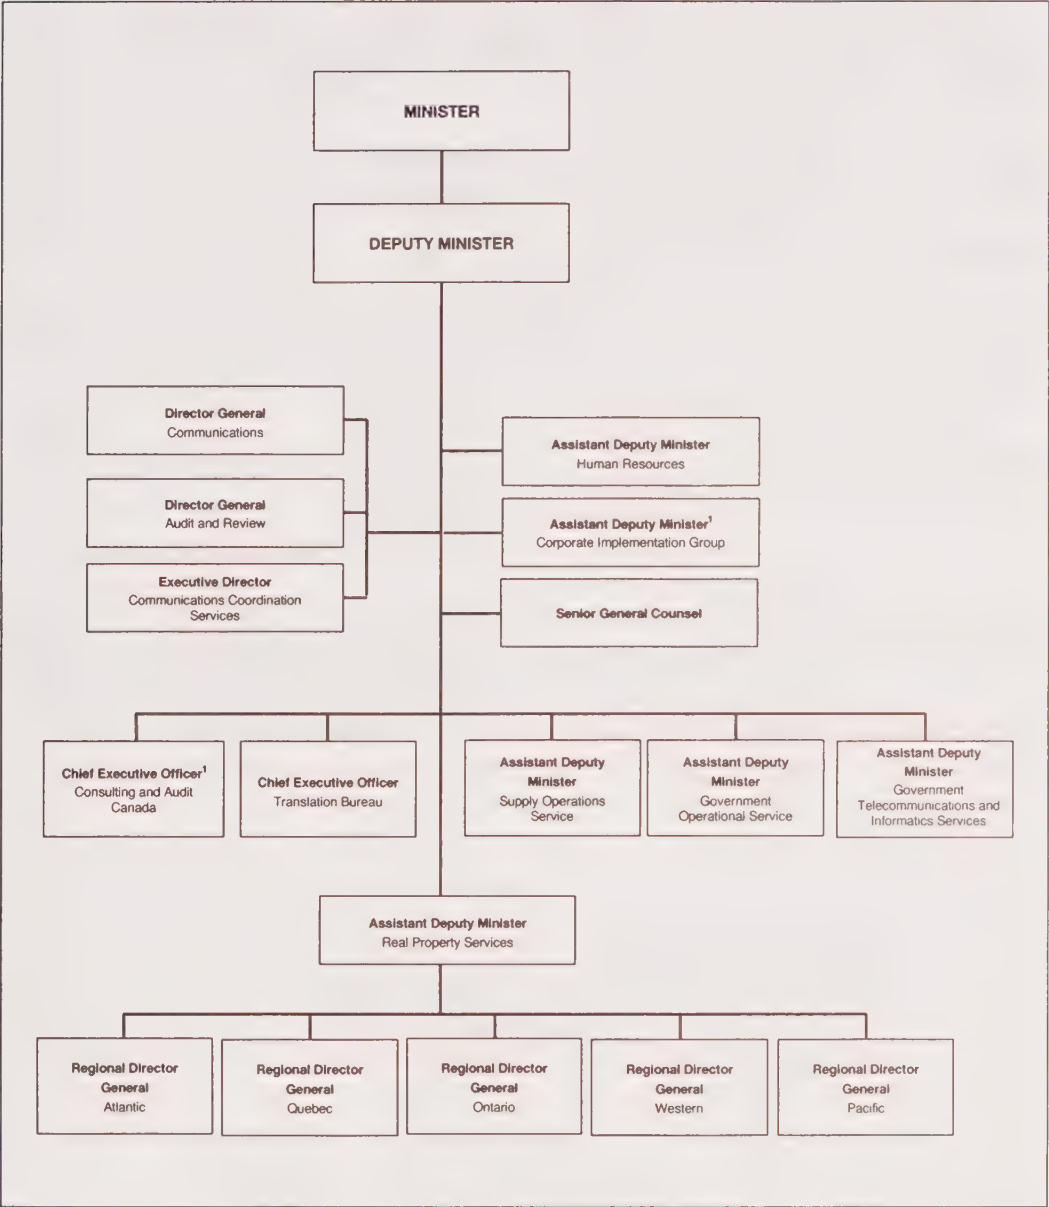 MINISTER
DEPUTY MINISTER
Director General
Communications
Director General
Audit and Review
Executive Director
Communications Coordination
Services
Assistant Deputy Minister
Human Resources
Assistant Deputy Minister¹
Corporate Implementation Group
Senior General Counsel
Chief Executive Officer¹
Consulting and Audit
Canada
Chief Executive Officer
Translation Bureau
Assistant Deputy
Minister
Supply Operations
Service
Assistant Deputy
Minister
Government
Operational Service
Assistant Deputy
Minister
Government
Telecommunications and
Informatics Services
Assistant Deputy Minister
Real Property Services
Regional Director
General
Atlantic
Regional Director
General
Quebec
Regional Director
General
Ontario
Regional Director
General
Western
Regional Director
General
Pacific